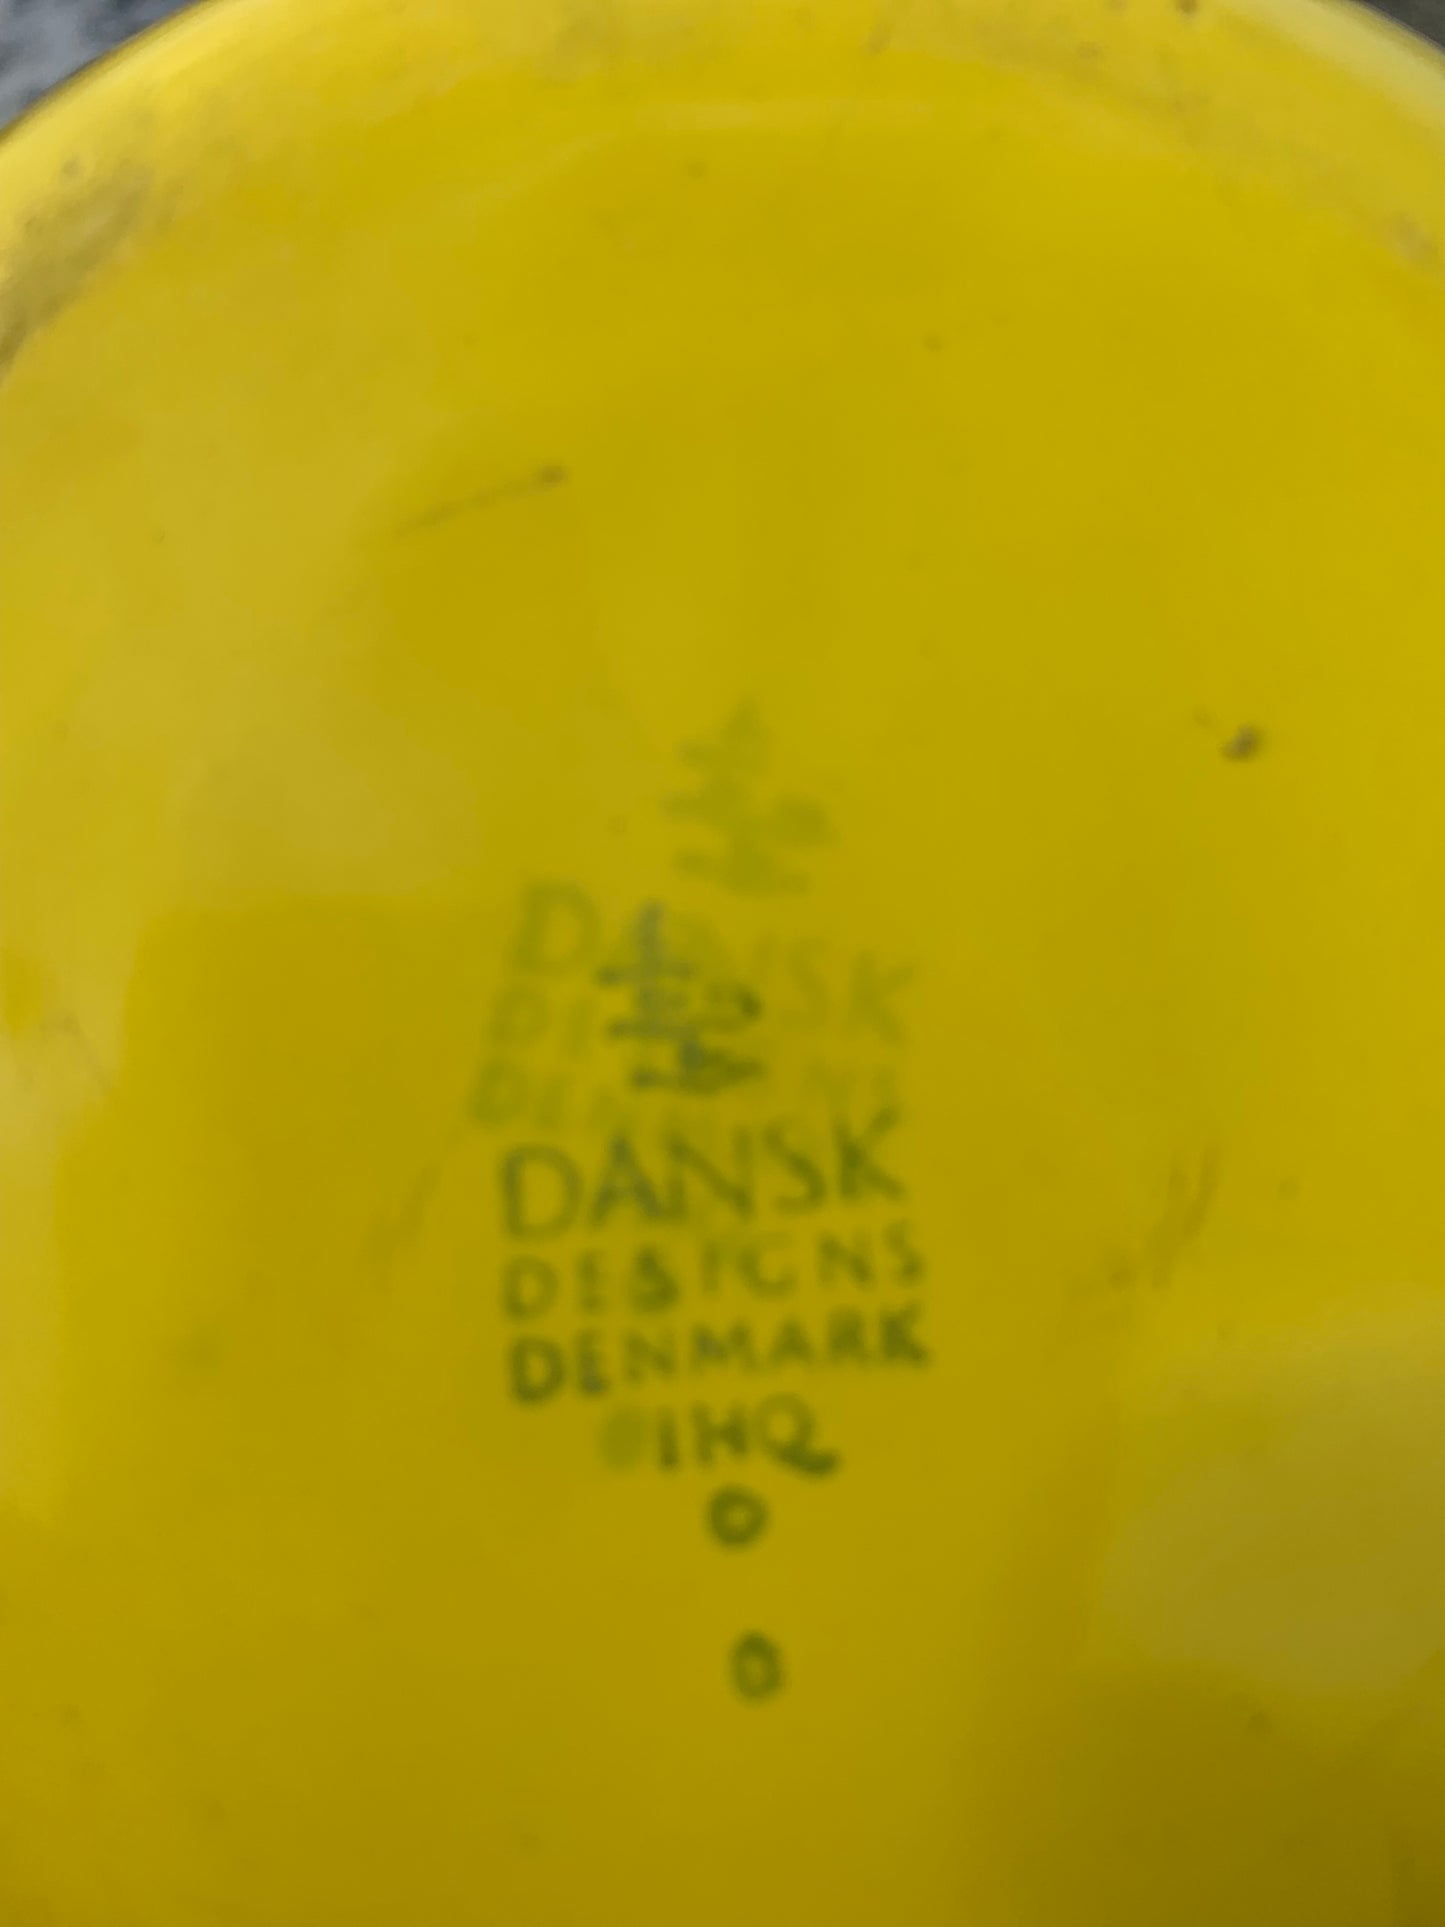 DANSK
DESIGNS
DENMARK
IHQ
O
O